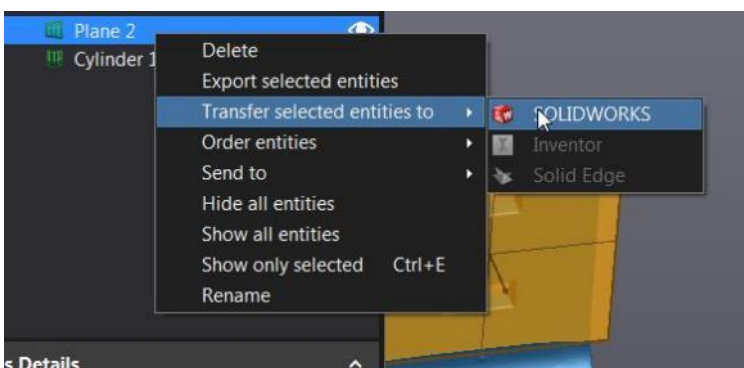 Plane 2
Cylinder 1
Delete
Export selected entities
Transfer selected entities to
SOLIDWORKS
Order entities
Inventor
Send to
Solid Edge
Hide all entities
Show all entities
Show only selected Ctrl+E
Rename
s Details